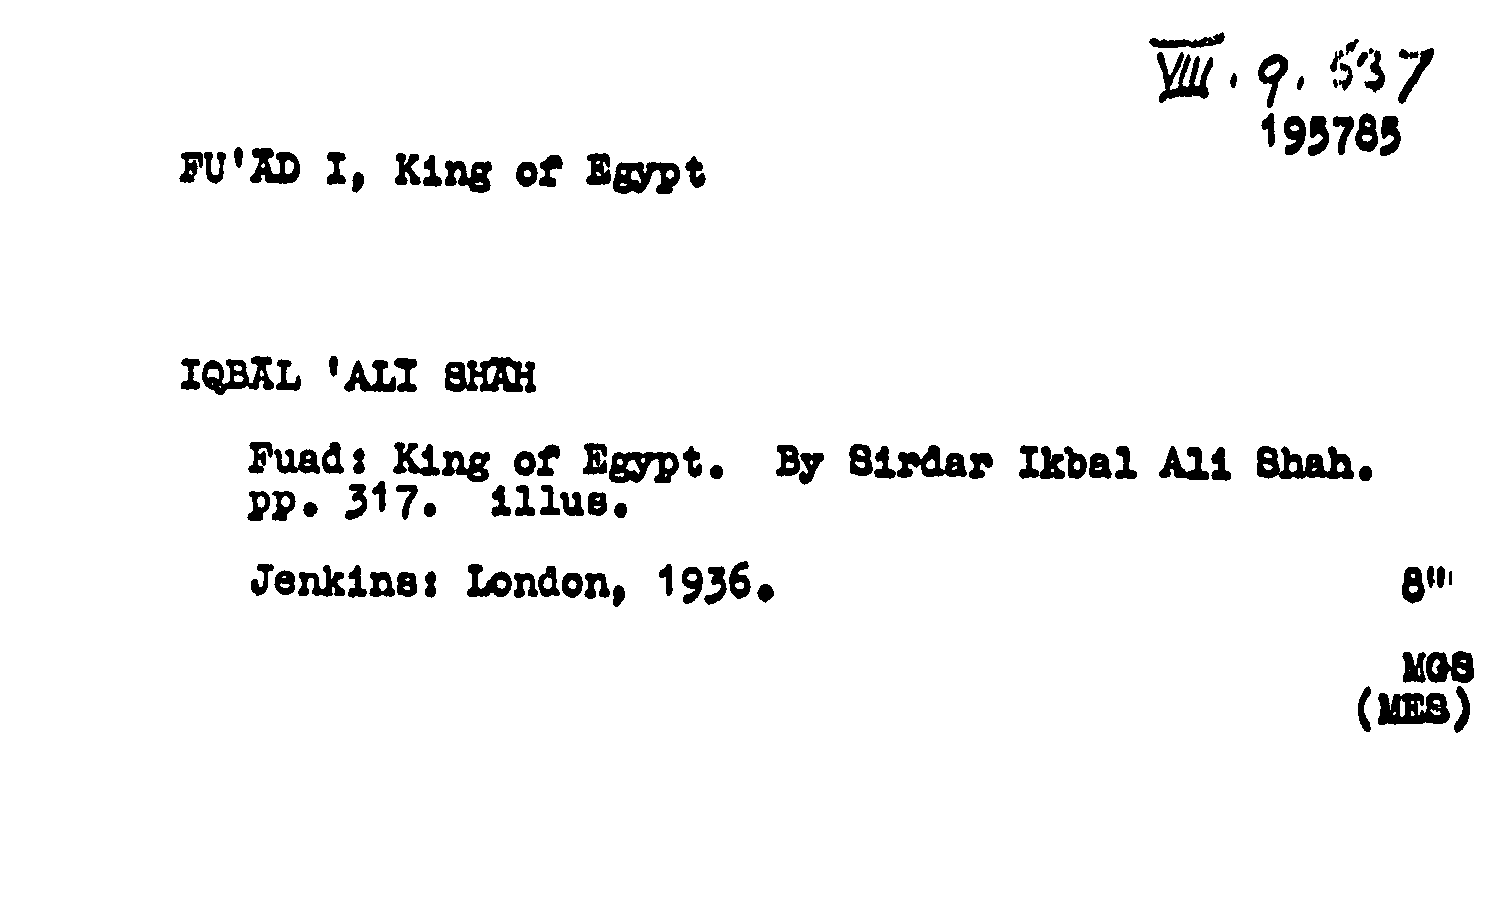 VIII. 9. 537
195785
FU'ĀD I, King of Egypt
IQBĀL 'ALĪ SHĀH
Fuad: King of Egypt. By Sirdar Ikbal Ali Shah.
pp. 317. illus.
Jenkins: London, 1936.
8"'
MGS
(MES)